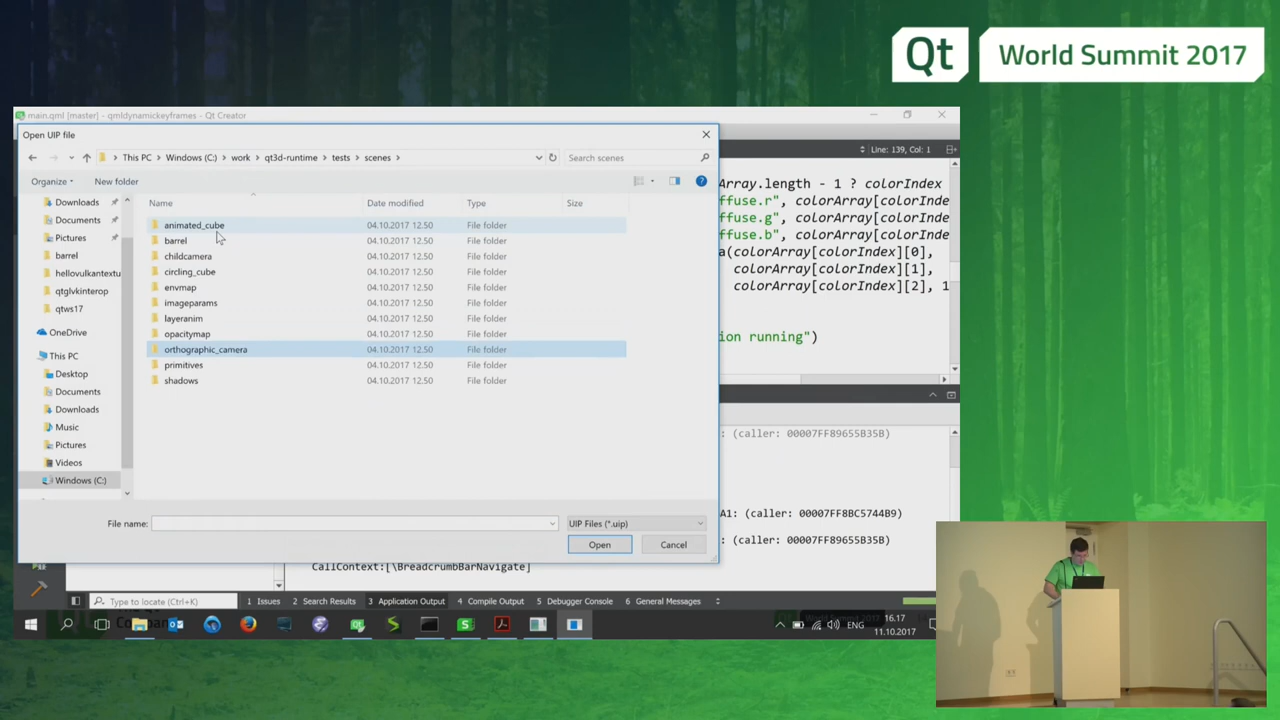 Qt
World Summit 2017
main.qml [master] - qmldynamickeyframes - Qt Creator
Open UIP file
This PC > Windows (C:) > work > qt3d-runtime > tests > scenes >
Search scenes
Line: 139, Col: 1
Organize
New folder
Name
Date modified
Type
Size
Downloads
Documents
Pictures
barrel
hellovulkantextu
qtglvkinterop
qtws17
OneDrive
This PC
Desktop
Documents
Downloads
Music
Pictures
Videos
Windows (C:)
animated_cube 04.10.2017 12.50 File folder
barrel 04.10.2017 12.50 File folder
childcamera 04.10.2017 12.50 File folder
circling_cube 04.10.2017 12.50 File folder
envmap 04.10.2017 12.50 File folder
imageparams 04.10.2017 12.50 File folder
layeranim 04.10.2017 12.50 File folder
opacitymap 04.10.2017 12.50 File folder
orthographic_camera 04.10.2017 12.50 File folder
primitives 04.10.2017 12.50 File folder
shadows 04.10.2017 12.50 File folder
Array.length - 1 ? colorIndex
ffuse.r", colorArray[colorInde
ffuse.g", colorArray[colorInde
ffuse.b", colorArray[colorInde
a(colorArray[colorIndex][0],
colorArray[colorIndex][1],
colorArray[colorIndex][2], 1
ion running")
: (caller: 00007FF89655B35B)
A1: (caller: 00007FF8BC5744B9)
: (caller: 00007FF89655B35B)
File name:
UIP Files (*.uip)
Open
Cancel
CallContext:[\BreadcrumbBarNavigate]
Type to locate (Ctrl+K)
1 Issues
2 Search Results
3 Application Output
4 Compile Output
5 Debugger Console
6 General Messages
ENG
16.17
11.10.2017